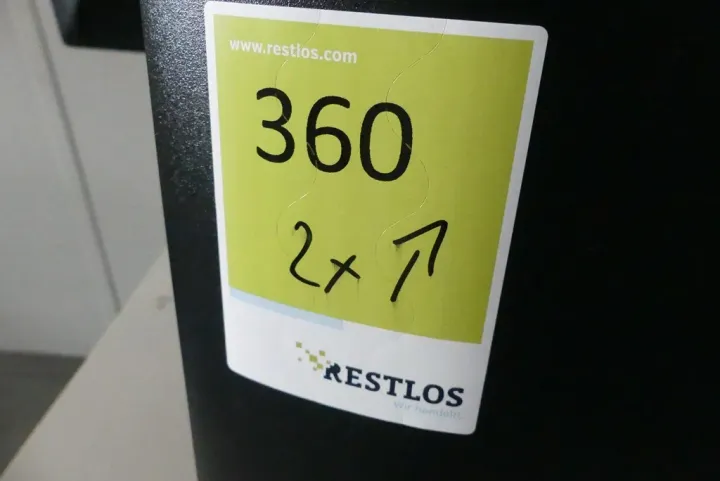 www.restlos.com
360
2x ↗
RESTLOS
Wir handeln.